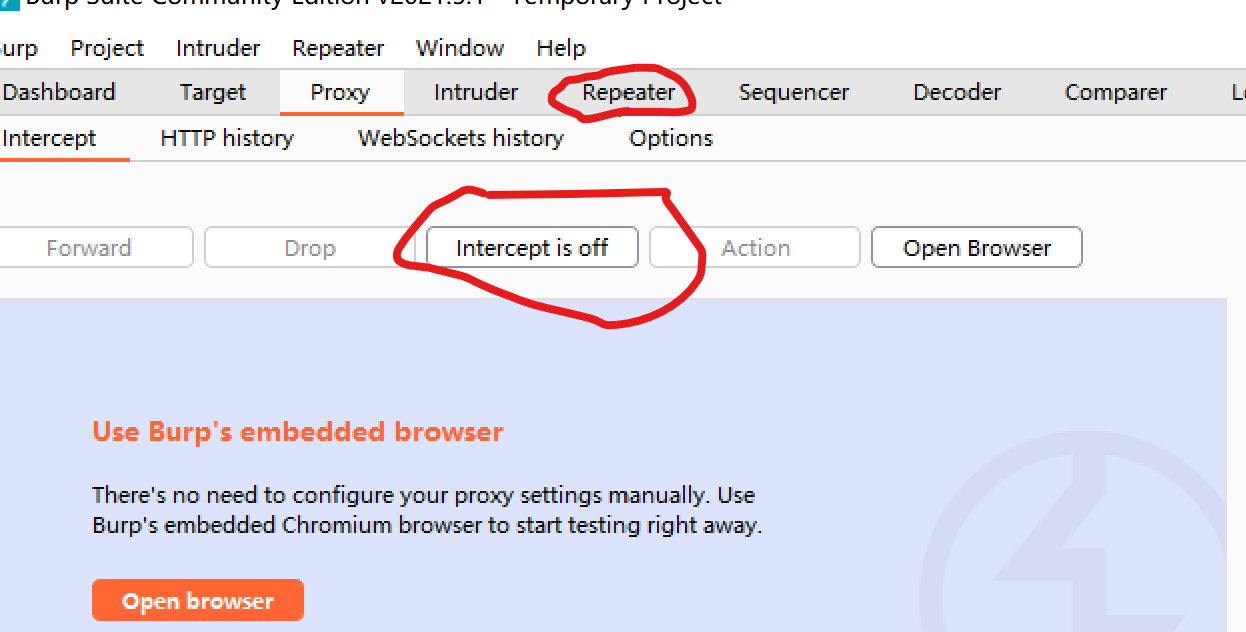 Burp Suite Community Edition v2021.5.1 - Temporary Project
urp Project Intruder Repeater Window Help
Dashboard Target Proxy Intruder Repeater Sequencer Decoder Comparer
Intercept HTTP history WebSockets history Options
Forward Drop Intercept is off Action Open Browser
Use Burp's embedded browser
There's no need to configure your proxy settings manually. Use
Burp's embedded Chromium browser to start testing right away.
Open browser